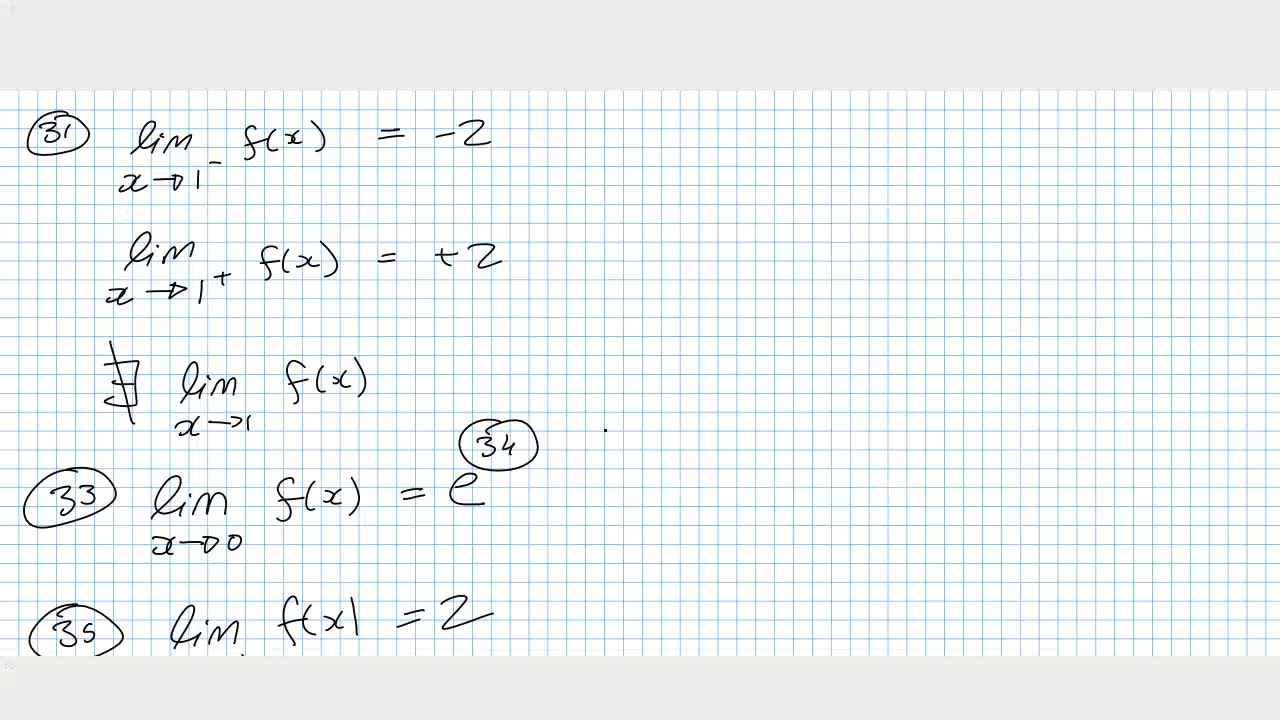 31 lim f(x) = -2
x→1⁻
lim f(x) = +2
x→1⁺
∄ lim f(x)
x→1
34
33 lim f(x) = e
x→0
35 lim f(x) = 2